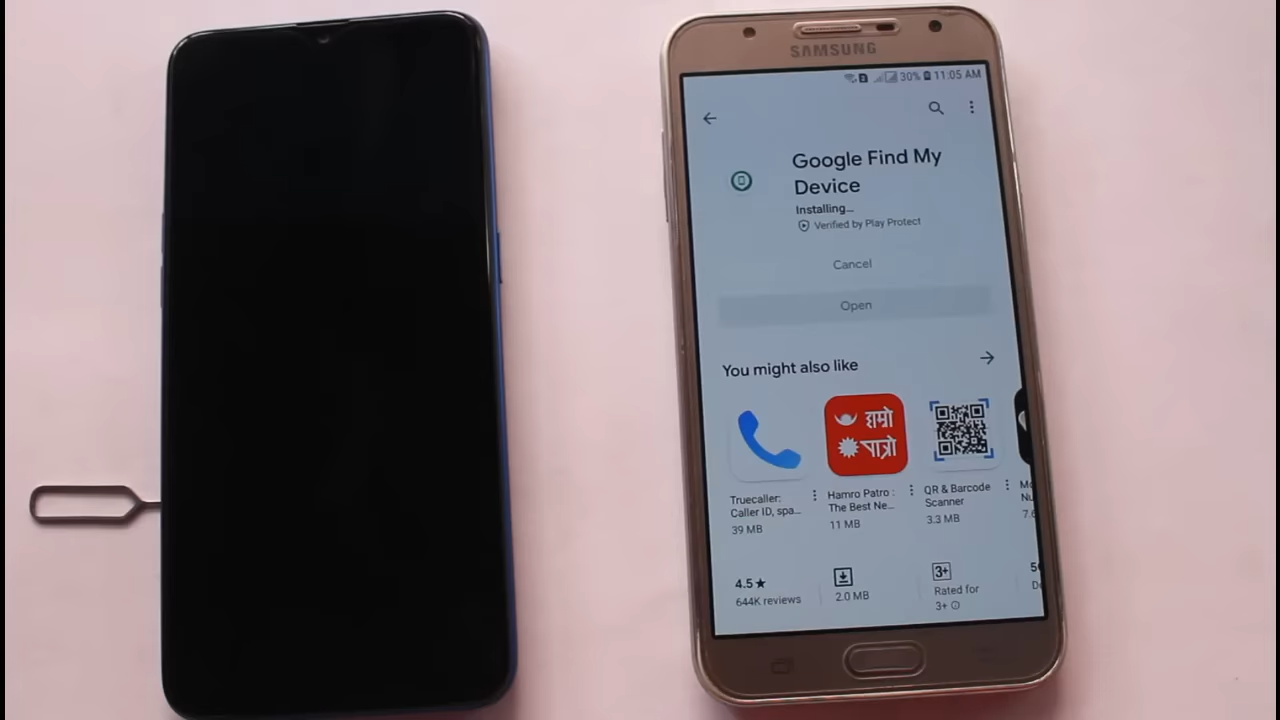 SAMSUNG
30% 11:05 AM
Google Find My
Device
Installing...
Verified by Play Protect
Cancel
Open
You might also like
हाम्रो
पात्रो
Truecaller:
Caller ID, spa...
39 MB
Hamro Patro :
The Best Ne...
11 MB
QR & Barcode
Scanner
3.3 MB
4.5★
644K reviews
2.0 MB
3+
Rated for
3+